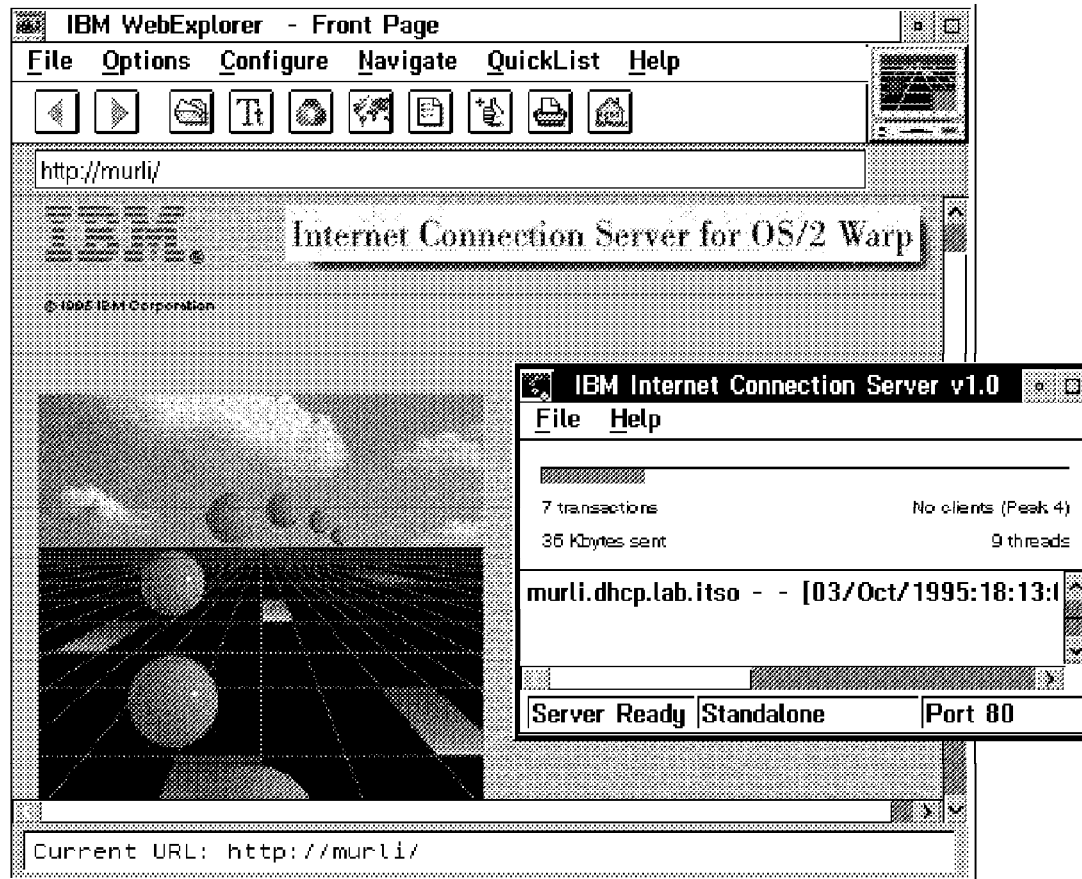 IBM WebExplorer - Front Page
File Options Configure Navigate QuickList Help
Tt
http://murli/
IBM®
Internet Connection Server for OS/2 Warp
© 1995 IBM Corporation
IBM Internet Connection Server v1.0
File Help
7 transactions No clients (Peak 4)
35 Kbytes sent 9 threads
murli.dhcp.lab.itso - - [03/Oct/1995:18:13:
Server Ready Standalone Port 80
Current URL: http://murli/